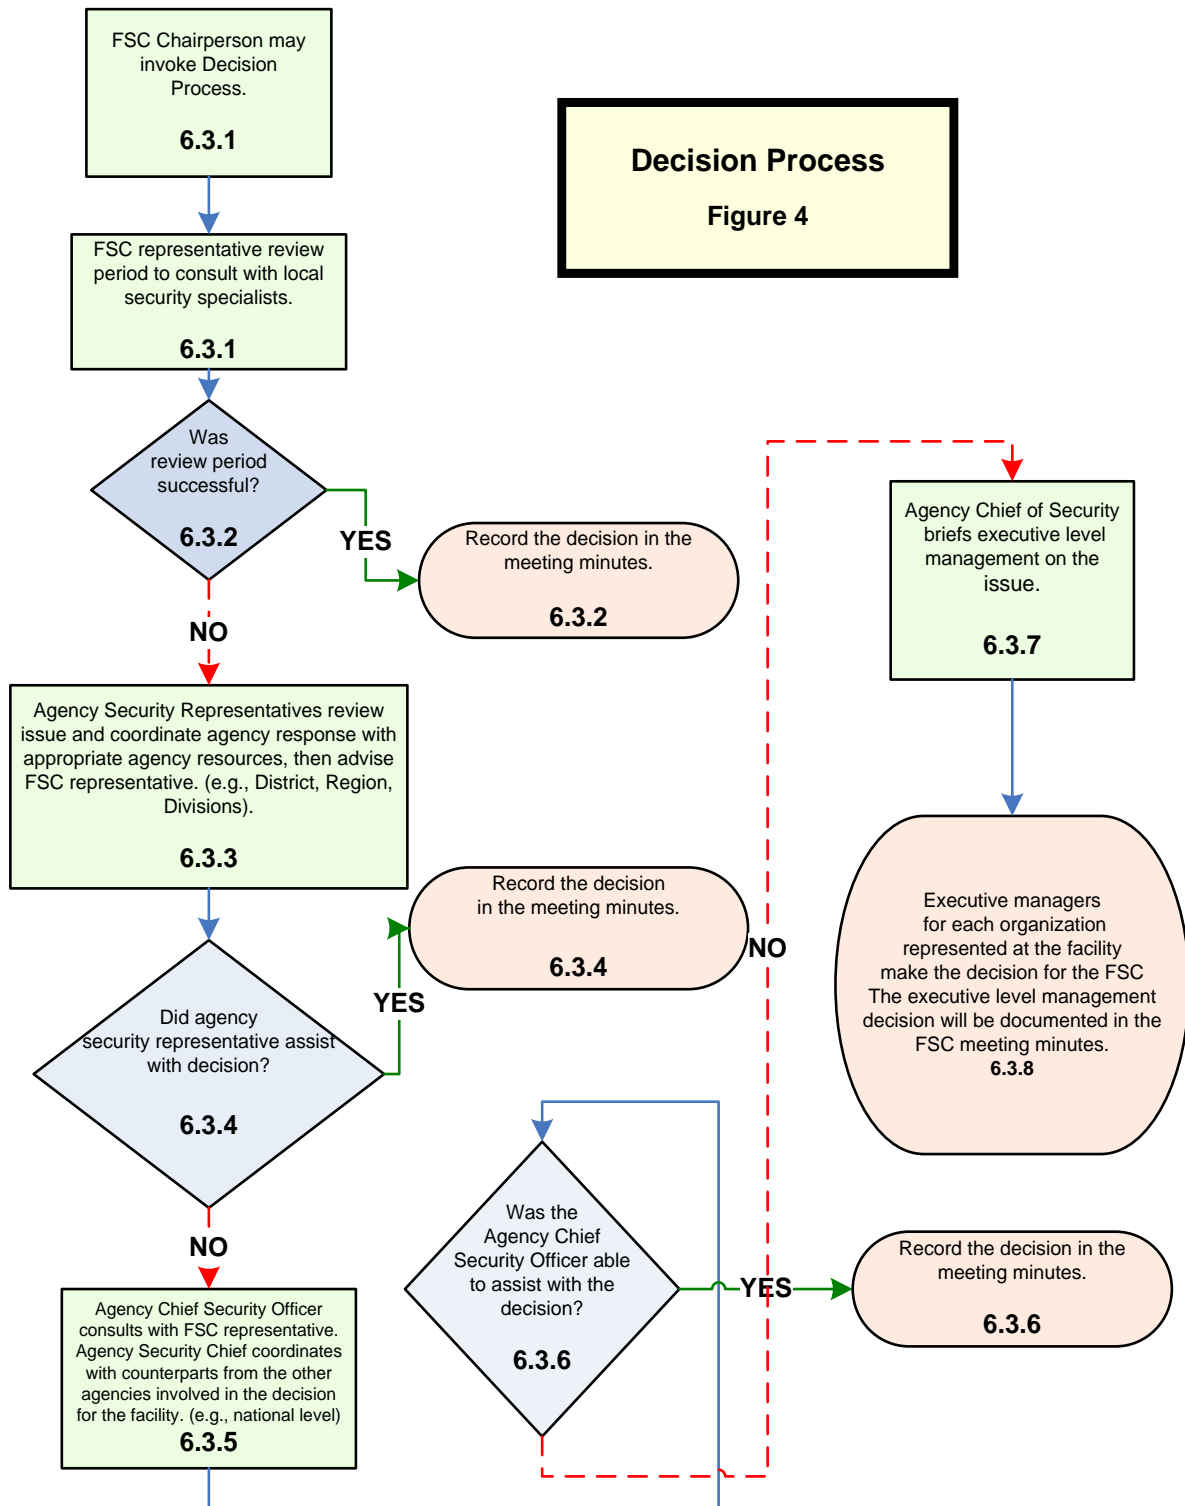 FSC Chairperson may
invoke Decision
Process.
6.3.1
Decision Process
Figure 4
FSC representative review
period to consult with local
security specialists.
6.3.1
Was
review period
successful?
6.3.2
YES
Record the decision in the
meeting minutes.
6.3.2
NO
Agency Security Representatives review
issue and coordinate agency response with
appropriate agency resources, then advise
FSC representative. (e.g., District, Region,
Divisions).
6.3.3
Did agency
security representative assist
with decision?
6.3.4
YES
Record the decision
in the meeting minutes.
6.3.4
NO
Agency Chief Security Officer
consults with FSC representative.
Agency Security Chief coordinates
with counterparts from the other
agencies involved in the decision
for the facility. (e.g., national level)
6.3.5
Was the
Agency Chief
Security Officer able
to assist with the
decision?
6.3.6
YES
Record the decision in the
meeting minutes.
6.3.6
NO
Agency Chief of Security
briefs executive level
management on the
issue.
6.3.7
Executive managers
for each organization
represented at the facility
make the decision for the FSC
The executive level management
decision will be documented in the
FSC meeting minutes.
6.3.8